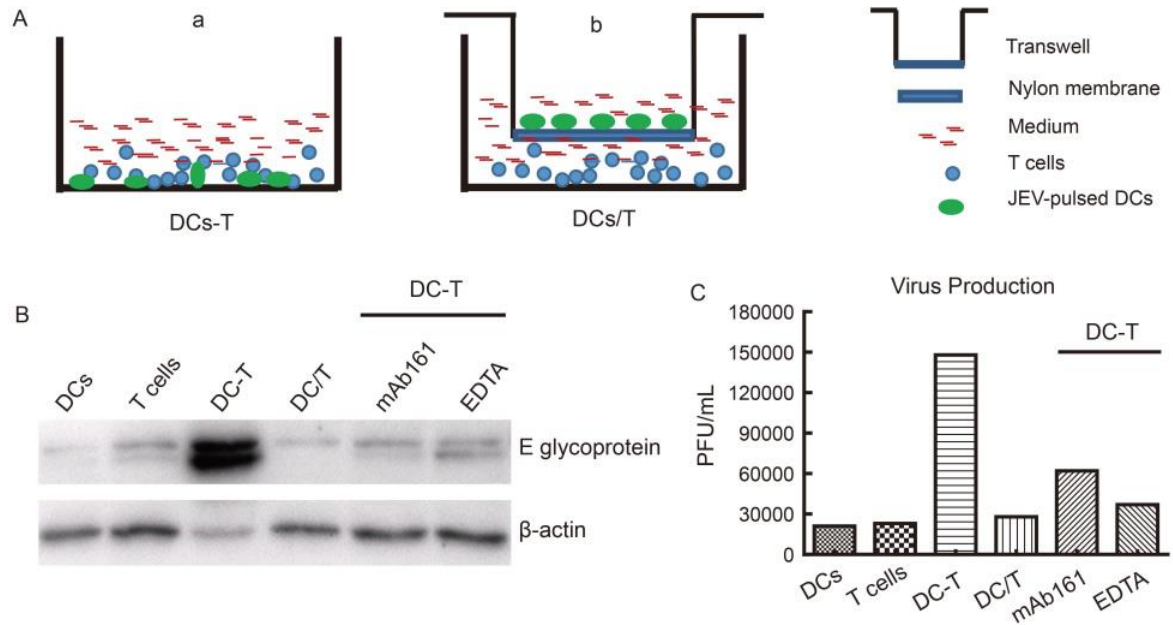 A
a
b
DCs-T
DCs/T
Transwell
Nylon membrane
Medium
T cells
JEV-pulsed DCs
B
DC-T
DCs
T cells
DC-T
DC/T
mAb161
EDTA
E glycoprotein
β-actin
C
Virus Production
DC-T
PFU/mL
180000
150000
120000
90000
60000
30000
0
DCs
T cells
DC-T
DC/T
mAb161
EDTA